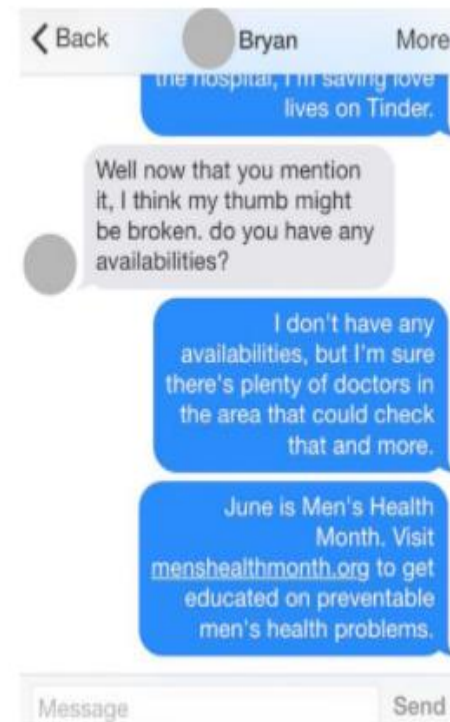 Back Bryan More
the hospital, I'm saving love
lives on Tinder.
Well now that you mention
it, I think my thumb might
be broken. do you have any
availabilities?
I don't have any
availabilities, but I'm sure
there's plenty of doctors in
the area that could check
that and more.
June is Men's Health
Month. Visit
menshealthmonth.org to get
educated on preventable
men's health problems.
Message Send